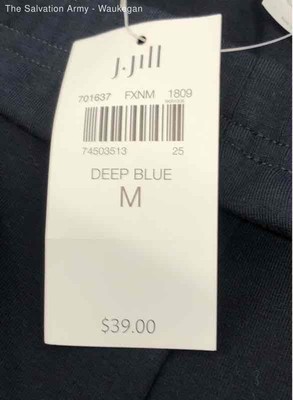 The Salvation Army - Waukegan
J.Jill
701637 FXNM 1809
74503513 25
DEEP BLUE
M
$39.00